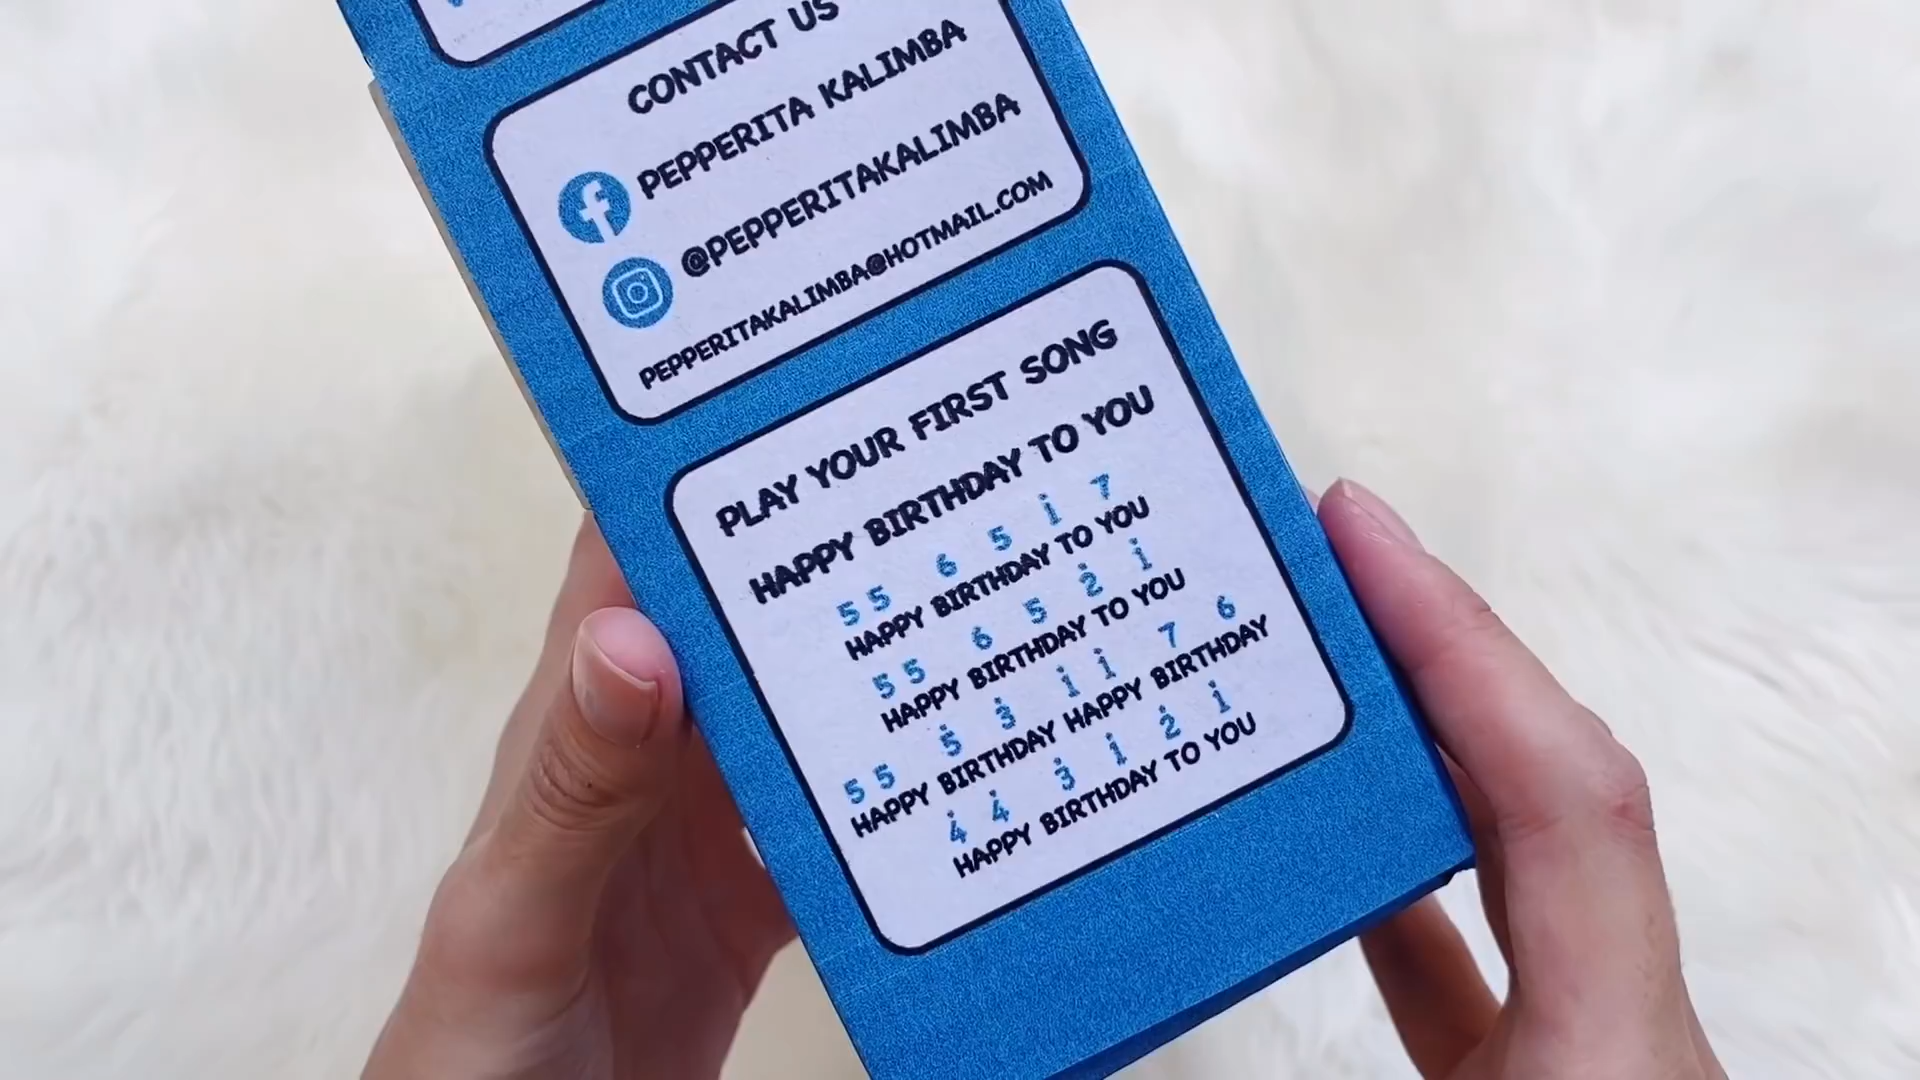 CONTACT US
PEPPERITA KALIMBA
@PEPPERITAKALIMBA
PEPPERITAKALIMBA@HOTMAIL.COM
PLAY YOUR FIRST SONG
HAPPY BIRTHDAY TO YOU
5 5 6 5 i 7
HAPPY BIRTHDAY TO YOU
5 5 6 5 2̇ i
HAPPY BIRTHDAY TO YOU
5 5 5̇ 3̇ i i 7 6
HAPPY BIRTHDAY HAPPY BIRTHDAY
4̇ 4̇ 3̇ i 2̇ i
HAPPY BIRTHDAY TO YOU